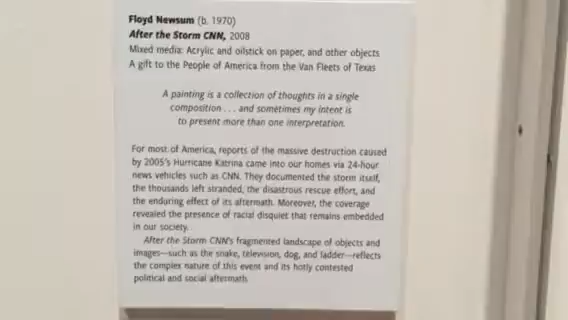 Floyd Newsum (b. 1970)
After the Storm CNN, 2008
Mixed media: Acrylic and oilstick on paper, and other objects
A gift to the People of America from the Van Fleets of Texas
A painting is a collection of thoughts in a single
composition . . . and sometimes my intent is
to present more than one interpretation.
For most of America, reports of the massive destruction caused
by 2005's Hurricane Katrina came into our homes via 24-hour
news vehicles such as CNN. They documented the storm itself,
the thousands left stranded, the disastrous rescue effort, and
the enduring effect of its aftermath. Moreover, the coverage
revealed the presence of racial disquiet that remains embedded
in our society.
After the Storm CNN's fragmented landscape of objects and
images—such as the snake, television, dog, and ladder—reflects
the complex nature of this event and its hotly contested
political and social aftermath.